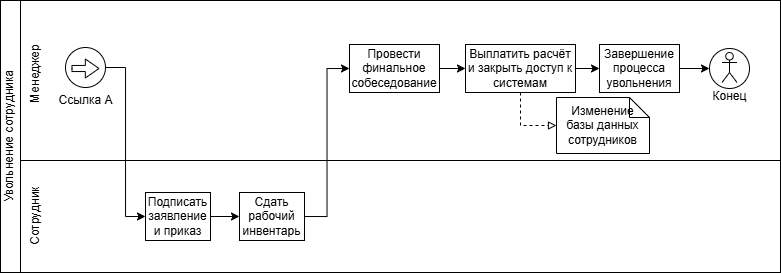 Увольнение сотрудника
Менеджер
Ссылка А
Провести
финальное
собеседование
Выплатить расчёт
и закрыть доступ к
системам
Завершение
процесса
увольнения
Конец
Изменение
базы данных
сотрудников
Сотрудник
Подписать
заявление
и приказ
Сдать
рабочий
инвентарь